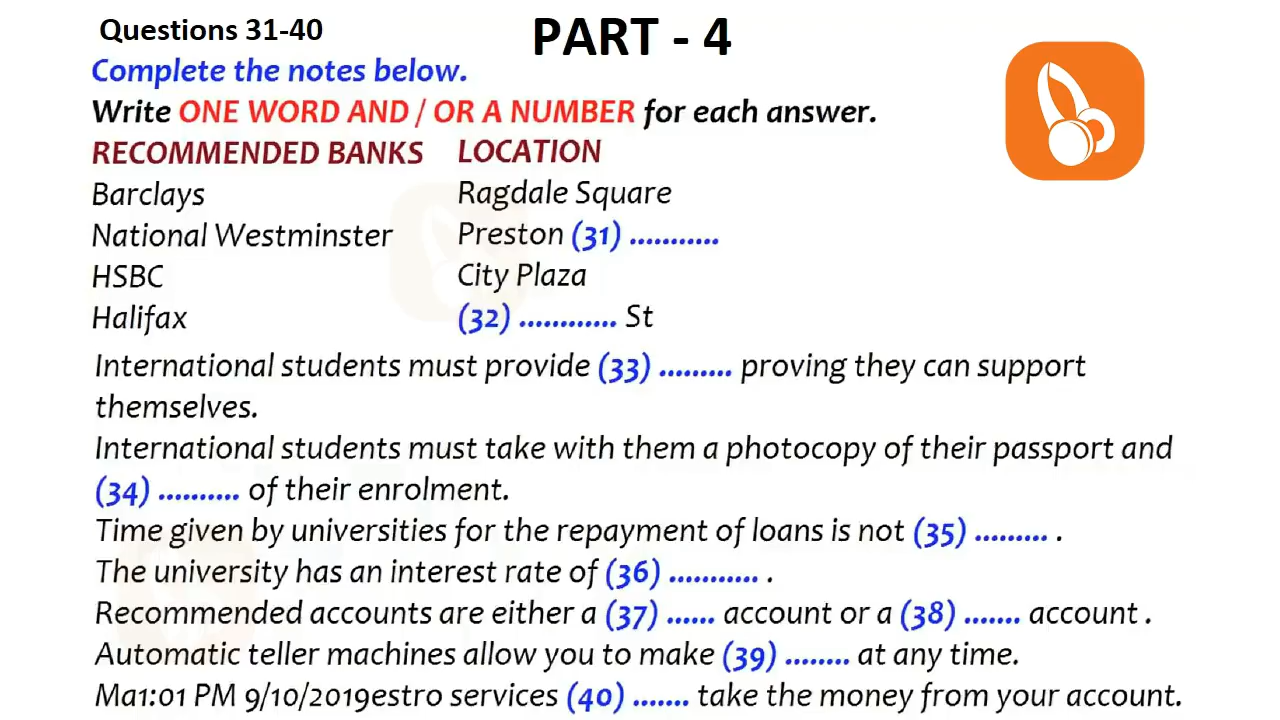 Questions 31-40
PART - 4
Complete the notes below.
Write ONE WORD AND / OR A NUMBER for each answer.
RECOMMENDED BANKS LOCATION
Barclays Ragdale Square
National Westminster Preston (31) ...........
HSBC City Plaza
Halifax (32) ............ St
International students must provide (33) ......... proving they can support
themselves.
International students must take with them a photocopy of their passport and
(34) .......... of their enrolment.
Time given by universities for the repayment of loans is not (35) ......... .
The university has an interest rate of (36) ........... .
Recommended accounts are either a (37) ...... account or a (38) ....... account .
Automatic teller machines allow you to make (39) ........ at any time.
Ma1:01 PM 9/10/2019estro services (40) ....... take the money from your account.